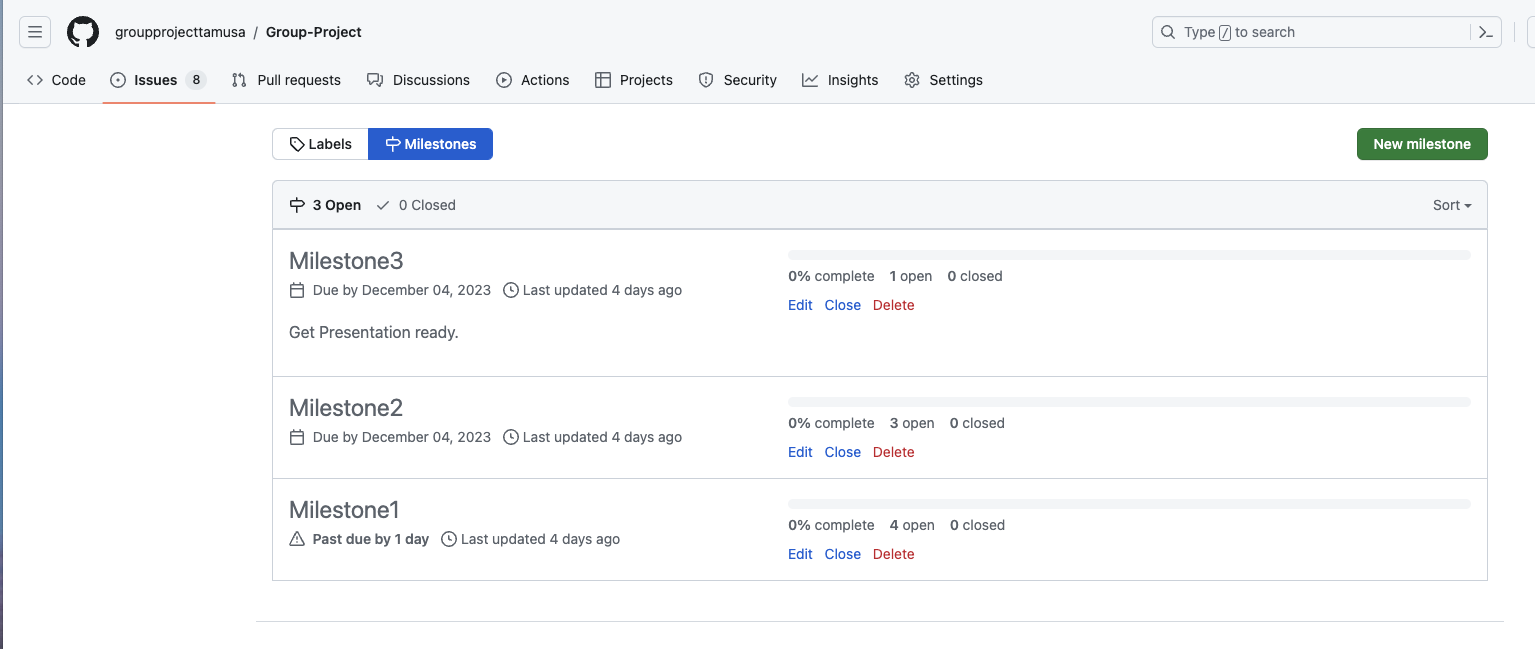 groupprojecttamusa / Group-Project
Type / to search
Code Issues 8 Pull requests Discussions Actions Projects Security Insights Settings
Labels Milestones New milestone
3 Open 0 Closed Sort
Milestone3
Due by December 04, 2023 Last updated 4 days ago
Get Presentation ready.
0% complete 1 open 0 closed
Edit Close Delete
Milestone2
Due by December 04, 2023 Last updated 4 days ago
0% complete 3 open 0 closed
Edit Close Delete
Milestone1
Past due by 1 day Last updated 4 days ago
0% complete 4 open 0 closed
Edit Close Delete